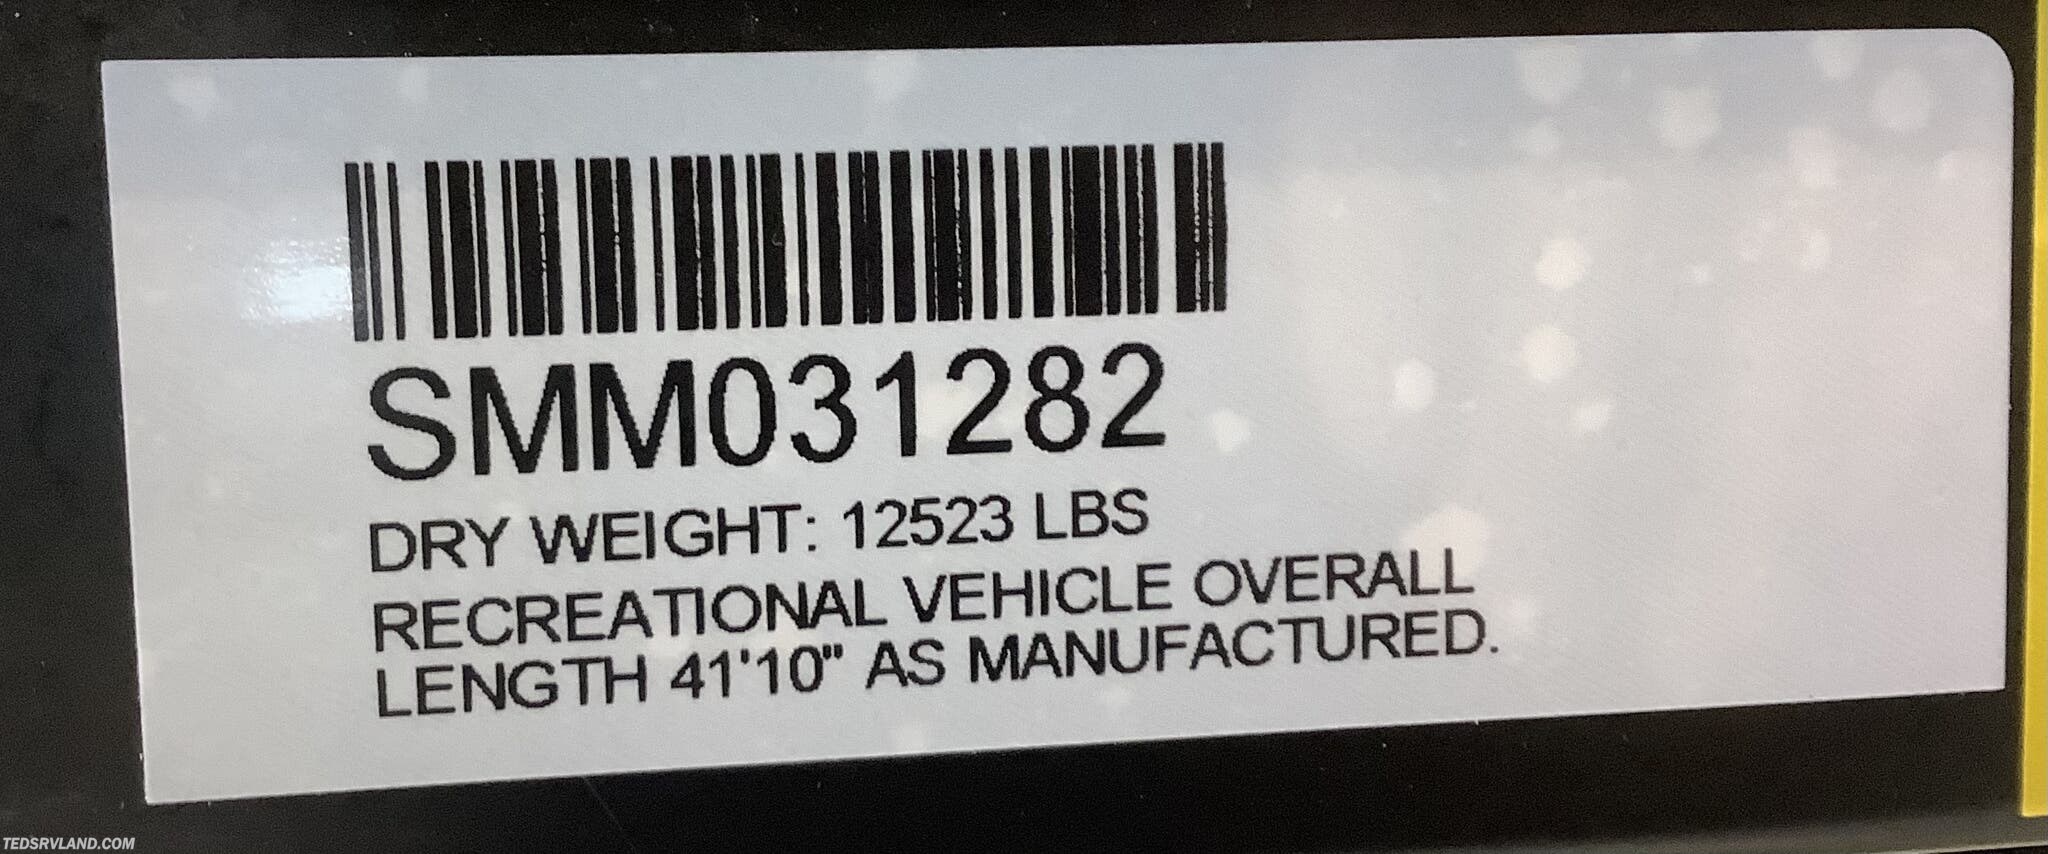 SMM031282
DRY WEIGHT: 12523 LBS
RECREATIONAL VEHICLE OVERALL
LENGTH 41'10" AS MANUFACTURED.
TEDSRVLAND.COM